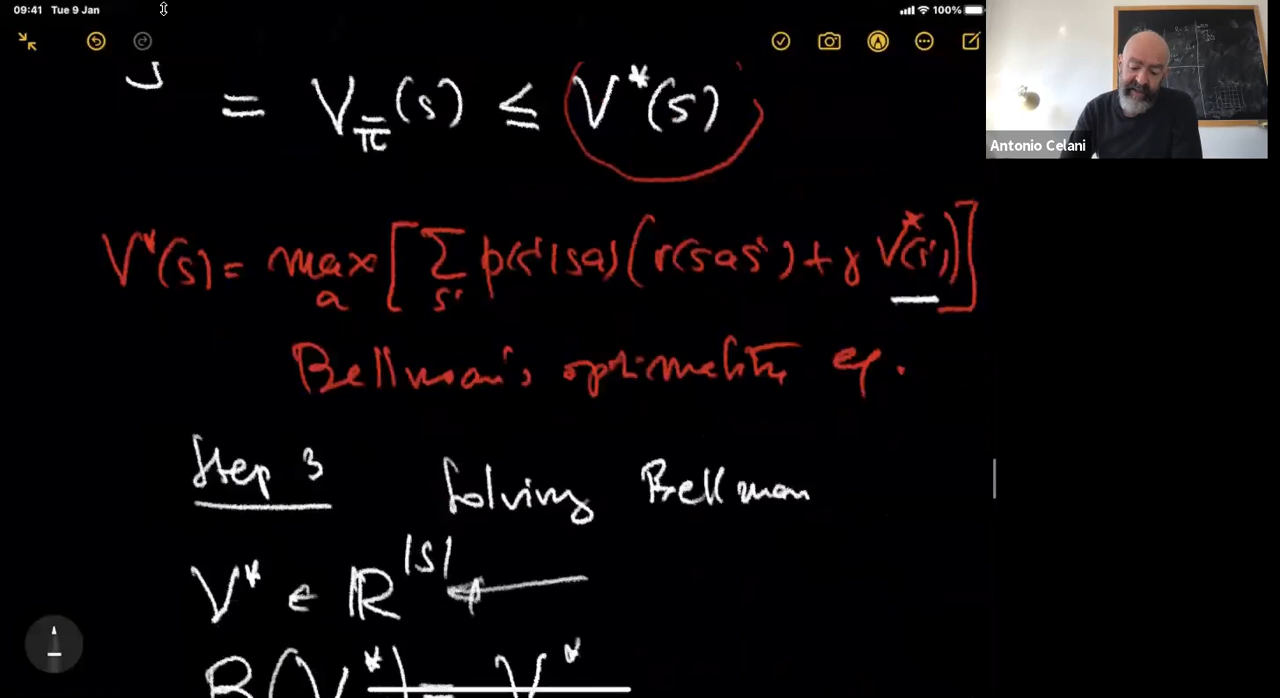 09:41 Tue 9 Jan 100%
Antonio Celani
= V_π̄(s) ≤ V*(s)
V*(s) = max_a [ Σ_s' p(s'|sa) ( r(sas') + γ V*(s') ) ]
Bellman's optimality eq.
Step 3 Solving Bellman
V* ∈ ℝ^|S|
B(V*) = V*